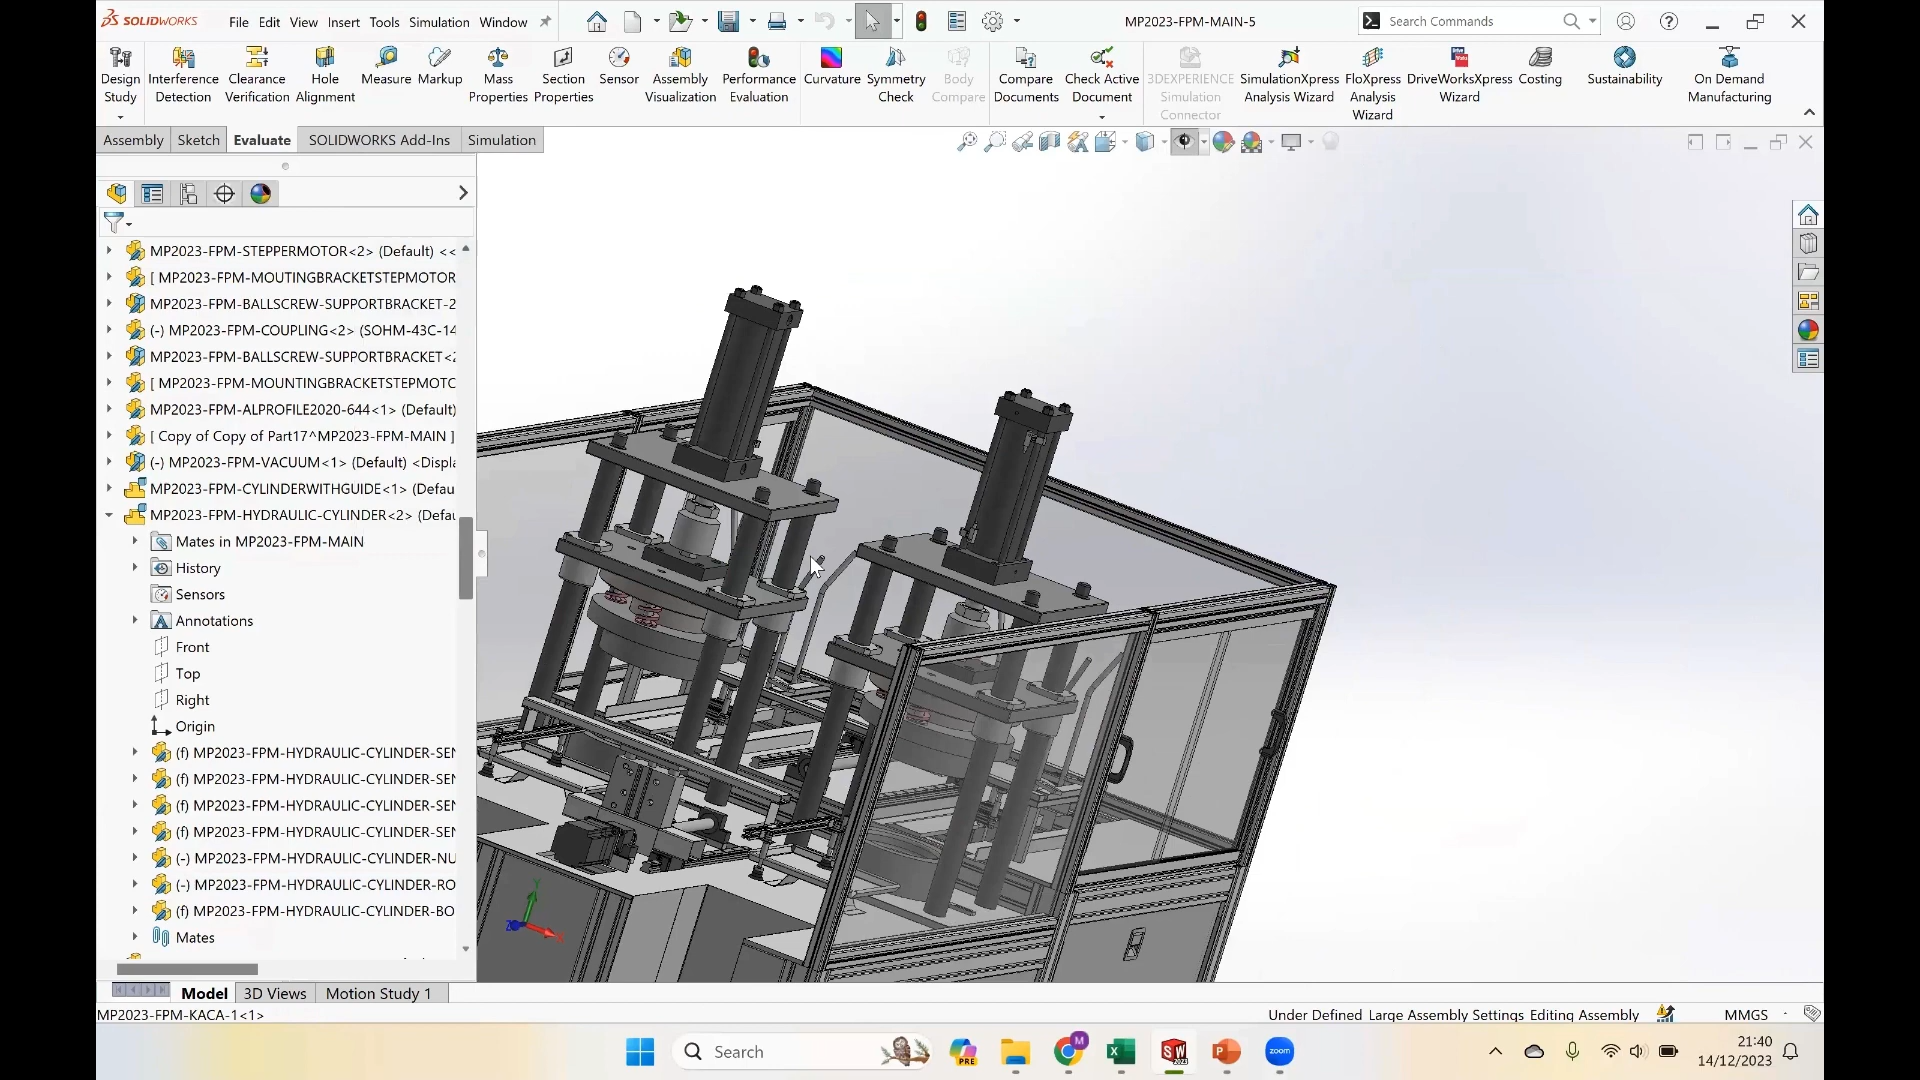 SOLIDWORKS File Edit View Insert Tools Simulation Window MP2023-FPM-MAIN-5 Search Commands
Design Study
Interference Detection
Clearance Verification
Hole Alignment
Measure
Markup
Mass Properties
Section Properties
Sensor
Assembly Visualization
Performance Evaluation
Curvature
Symmetry Check
Body Compare
Compare Documents
Check Active Document
3DEXPERIENCE Simulation Connector
SimulationXpress Analysis Wizard
FloXpress Analysis Wizard
DriveWorksXpress Wizard
Costing
Sustainability
On Demand Manufacturing
Assembly Sketch Evaluate SOLIDWORKS Add-Ins Simulation
MP2023-FPM-STEPPERMOTOR<2> (Default) <<
[ MP2023-FPM-MOUTINGBRACKETSTEPMOTOR
MP2023-FPM-BALLSCREW-SUPPORTBRACKET-2
(-) MP2023-FPM-COUPLING<2> (SOHM-43C-14
MP2023-FPM-BALLSCREW-SUPPORTBRACKET<2
[ MP2023-FPM-MOUNTINGBRACKETSTEPMOTC
MP2023-FPM-ALPROFILE2020-644<1> (Default)
[ Copy of Copy of Part17^MP2023-FPM-MAIN ]
(-) MP2023-FPM-VACUUM<1> (Default) <Displa
MP2023-FPM-CYLINDERWITHGUIDE<1> (Defau
MP2023-FPM-HYDRAULIC-CYLINDER<2> (Defau
Mates in MP2023-FPM-MAIN
History
Sensors
Annotations
Front
Top
Right
Origin
(f) MP2023-FPM-HYDRAULIC-CYLINDER-SEN
(f) MP2023-FPM-HYDRAULIC-CYLINDER-SEN
(f) MP2023-FPM-HYDRAULIC-CYLINDER-SEN
(f) MP2023-FPM-HYDRAULIC-CYLINDER-SEN
(-) MP2023-FPM-HYDRAULIC-CYLINDER-NU
(-) MP2023-FPM-HYDRAULIC-CYLINDER-RO
(f) MP2023-FPM-HYDRAULIC-CYLINDER-BO
Mates
Model 3D Views Motion Study 1
MP2023-FPM-KACA-1<1> Under Defined Large Assembly Settings Editing Assembly MMGS
Search PRE M zoom 21:40
14/12/2023